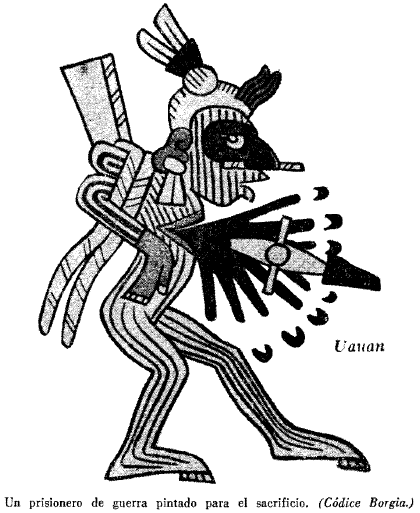 Uauan
Un prisionero de guerra pintado para el sacrificio. (Códice Borgia.)